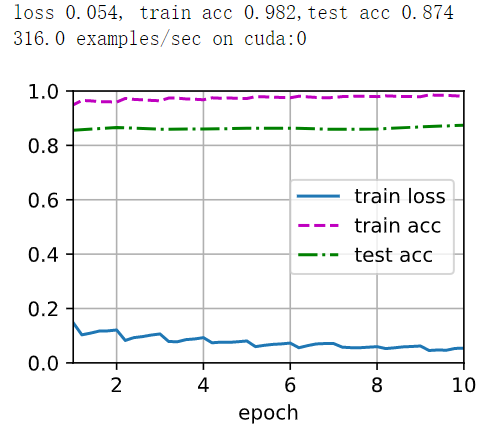 loss 0.054, train acc 0.982,test acc 0.874
316.0 examples/sec on cuda:0
1.0
0.8
0.6
0.4
0.2
0.0
train loss
train acc
test acc
2 4 6 8 10
epoch